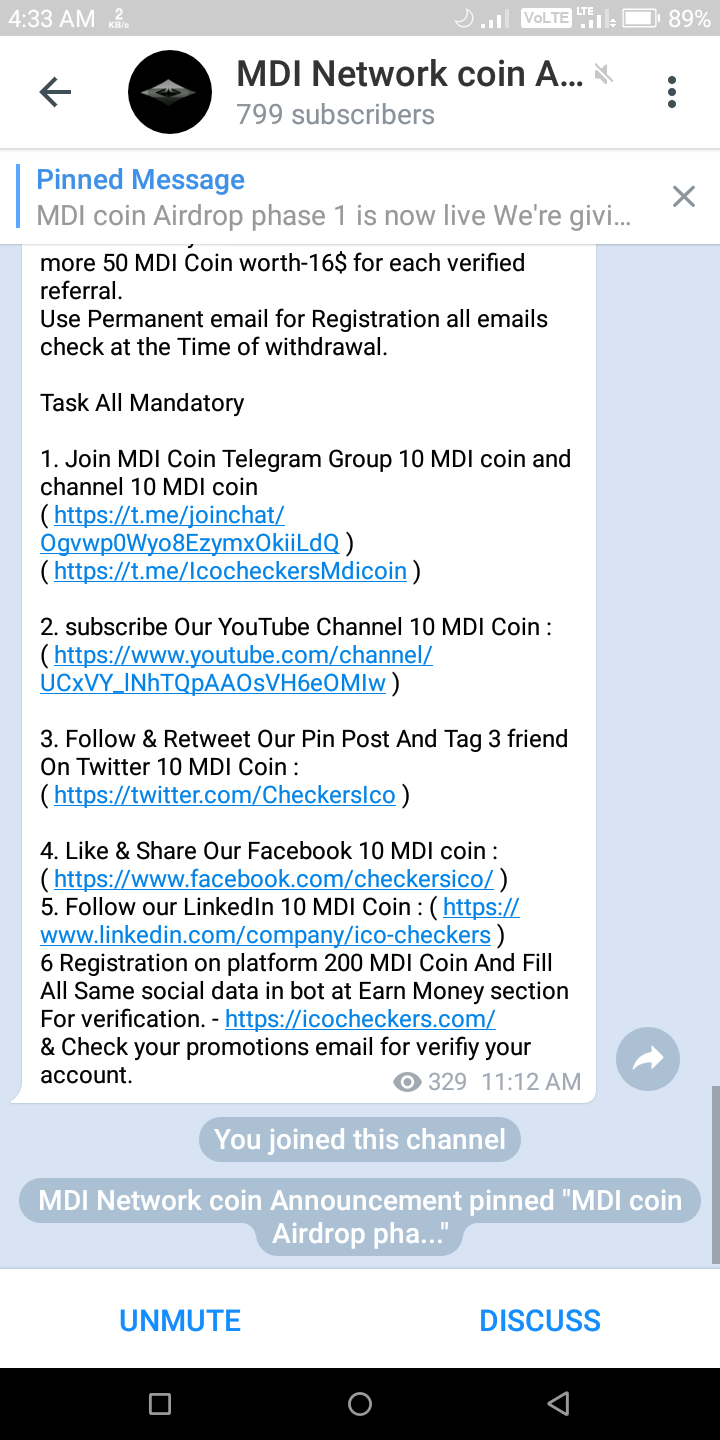 4:33 AM 2 KB/s VoLTE LTE 89%
MDI Network coin A...
799 subscribers
Pinned Message
MDI coin Airdrop phase 1 is now live We're givi...
more 50 MDI Coin worth-16$ for each verified
referral.
Use Permanent email for Registration all emails
check at the Time of withdrawal.
Task All Mandatory
1. Join MDI Coin Telegram Group 10 MDI coin and
channel 10 MDI coin
( https://t.me/joinchat/
Ogvwp0Wyo8EzymxOkiiLdQ )
( https://t.me/IcocheckersMdicoin )
2. subscribe Our YouTube Channel 10 MDI Coin :
( https://www.youtube.com/channel/
UCxVY_lNhTQpAAOsVH6eOMIw )
3. Follow & Retweet Our Pin Post And Tag 3 friend
On Twitter 10 MDI Coin :
( https://twitter.com/CheckersIco )
4. Like & Share Our Facebook 10 MDI coin :
( https://www.facebook.com/checkersico/ )
5. Follow our LinkedIn 10 MDI Coin : ( https://
www.linkedin.com/company/ico-checkers )
6 Registration on platform 200 MDI Coin And Fill
All Same social data in bot at Earn Money section
For verification. - https://icocheckers.com/
& Check your promotions email for verifiy your
account.
329 11:12 AM
You joined this channel
MDI Network coin Announcement pinned "MDI coin
Airdrop pha..."
UNMUTE DISCUSS